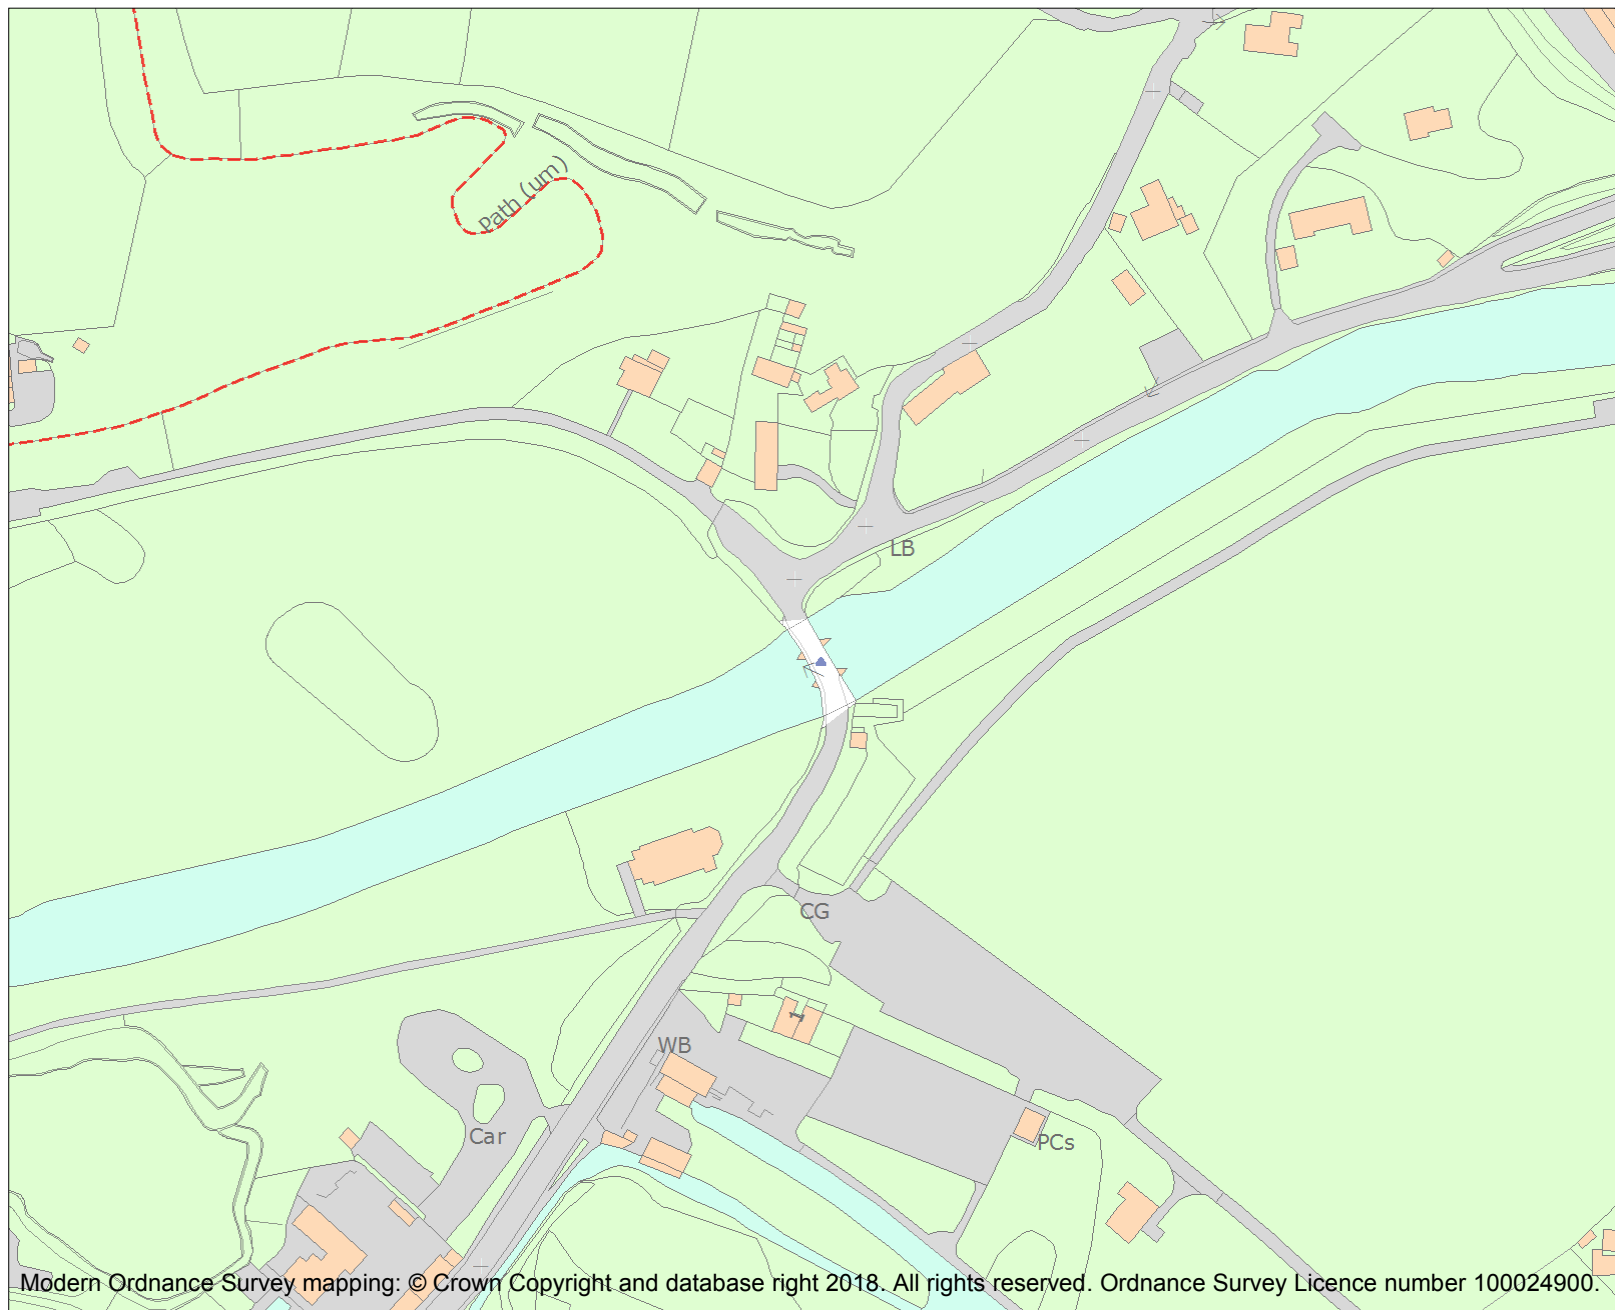 Path (um)
LB
CG
1
WB
Car
PCs
Modern Ordnance Survey mapping: © Crown Copyright and database right 2018. All rights reserved. Ordnance Survey Licence number 100024900.